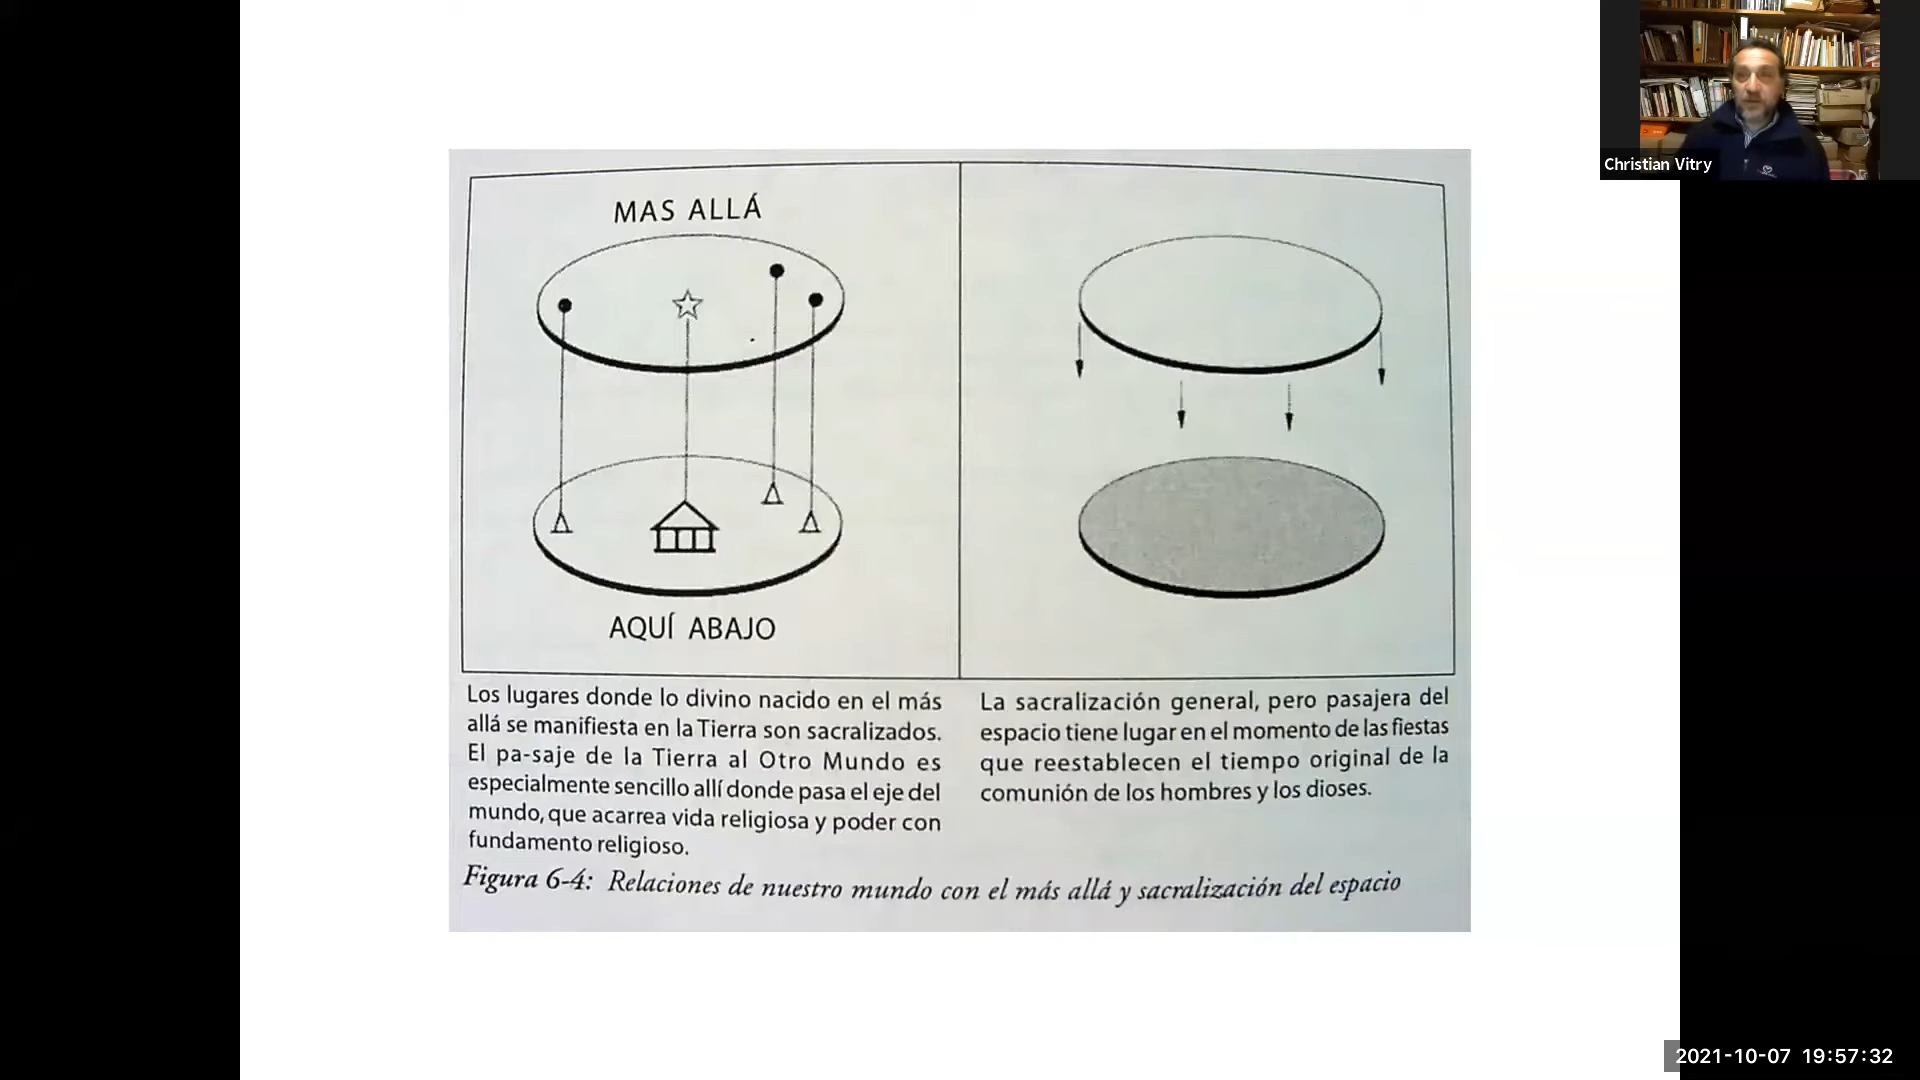 Christian Vitry
MAS ALLÁ
AQUÍ ABAJO
Los lugares donde lo divino nacido en el más
allá se manifiesta en la Tierra son sacralizados.
El pa-saje de la Tierra al Otro Mundo es
especialmente sencillo allí donde pasa el eje del
mundo, que acarrea vida religiosa y poder con
fundamento religioso.
La sacralización general, pero pasajera del
espacio tiene lugar en el momento de las fiestas
que reestablecen el tiempo original de la
comunión de los hombres y los dioses.
Figura 6-4: Relaciones de nuestro mundo con el más allá y sacralización del espacio
2021-10-07 19:57:32